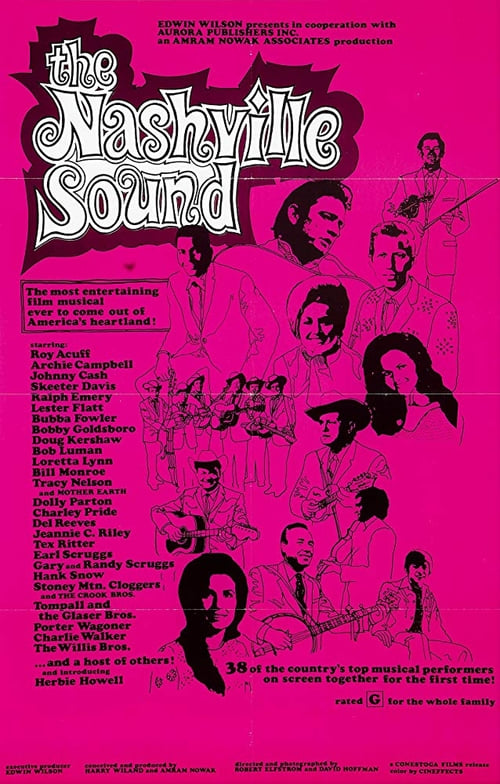 EDWIN WILSON presents in cooperation with
AURORA PUBLISHERS INC.
an AMRAM NOWAK ASSOCIATES production
the
Nashville
Sound
The most entertaining
film musical
ever to come out of
America's heartland!
starring:
Roy Acuff
Archie Campbell
Johnny Cash
Skeeter Davis
Ralph Emery
Lester Flatt
Bubba Fowler
Bobby Goldsboro
Doug Kershaw
Bob Luman
Loretta Lynn
Bill Monroe
Tracy Nelson
and MOTHER EARTH
Dolly Parton
Charley Pride
Del Reeves
Jeannie C. Riley
Tex Ritter
Earl Scruggs
Gary and Randy Scruggs
Hank Snow
Stoney Mtn. Cloggers
and THE CROOK BROS.
Tompall and
the Glaser Bros.
Porter Wagoner
Charlie Walker
The Willis Bros.
...and a host of others!
and introducing
Herbie Howell
38 of the country's top musical performers
on screen together for the first time!
rated G for the whole family
executive producer
EDWIN WILSON
conceived and produced by
HARRY WILAND and AMRAM NOWAK
directed and photographed by
ROBERT ELFSTROM and DAVID HOFFMAN
a CONESTOGA FILMS release
color by CINEFFECTS